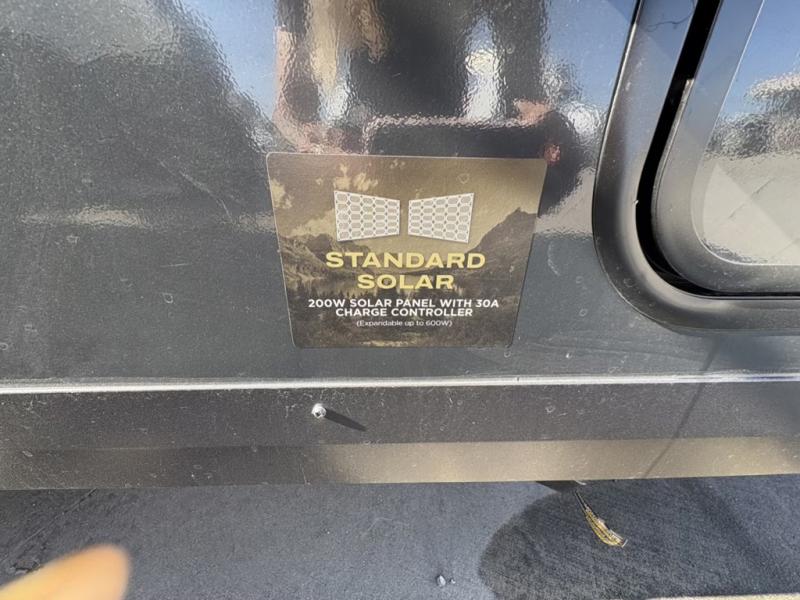 STANDARD
SOLAR
200W SOLAR PANEL WITH 30A
CHARGE CONTROLLER
(Expandable up to 600W)